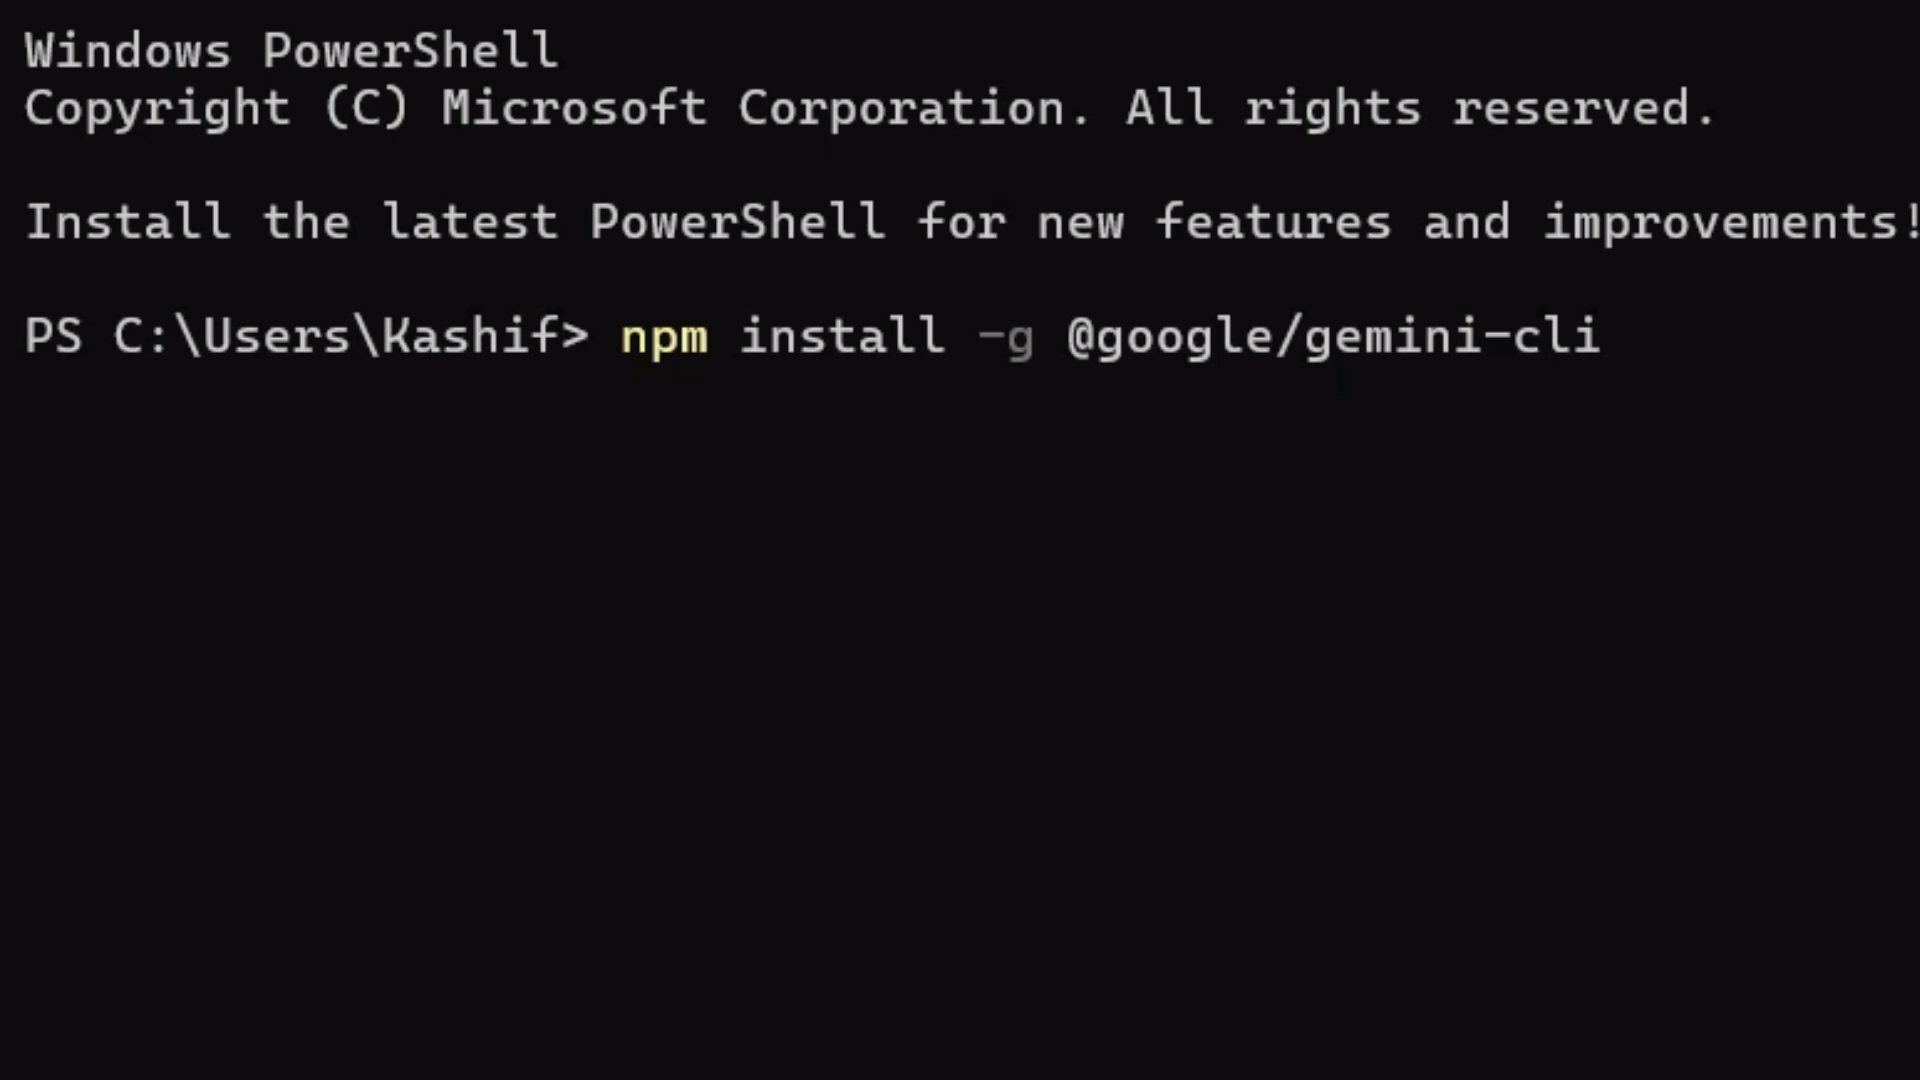 Windows PowerShell
Copyright (C) Microsoft Corporation. All rights reserved.
Install the latest PowerShell for new features and improvements!
PS C:\Users\Kashif> npm install -g @google/gemini-cli